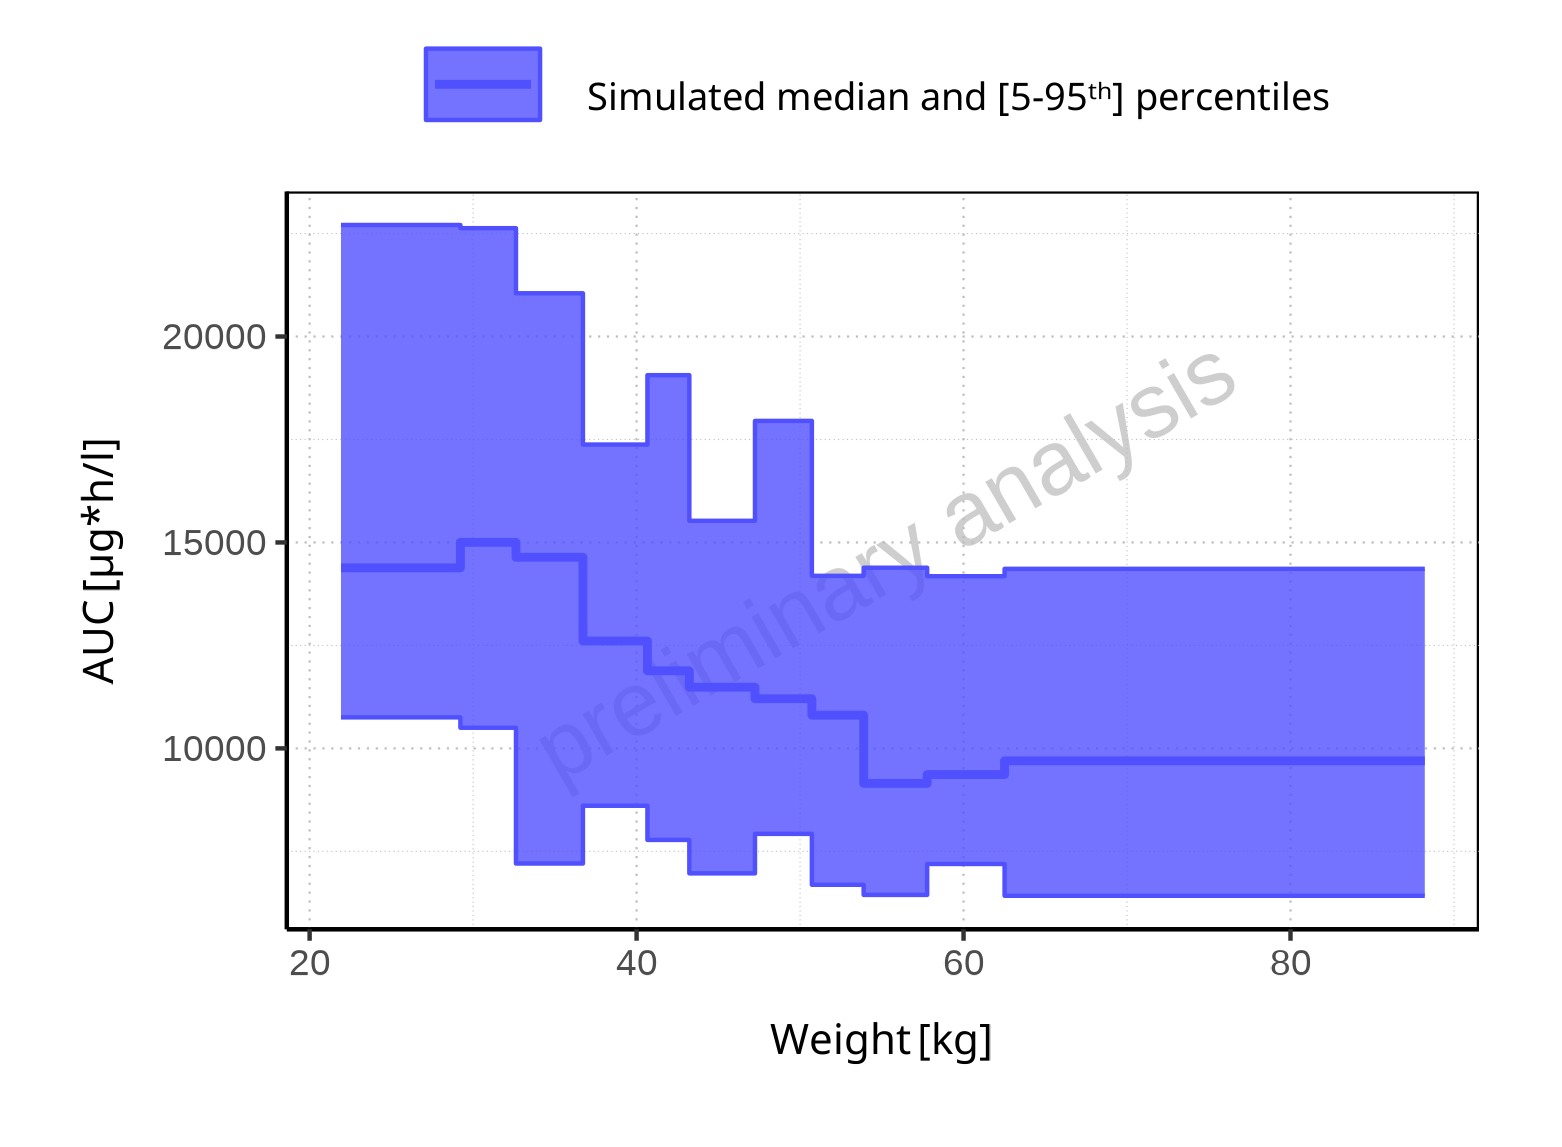 Simulated median and [5-95ᵗʰ] percentiles
AUC [µg*h/l]
20000
15000
10000
preliminary analysis
20 40 60 80
Weight [kg]